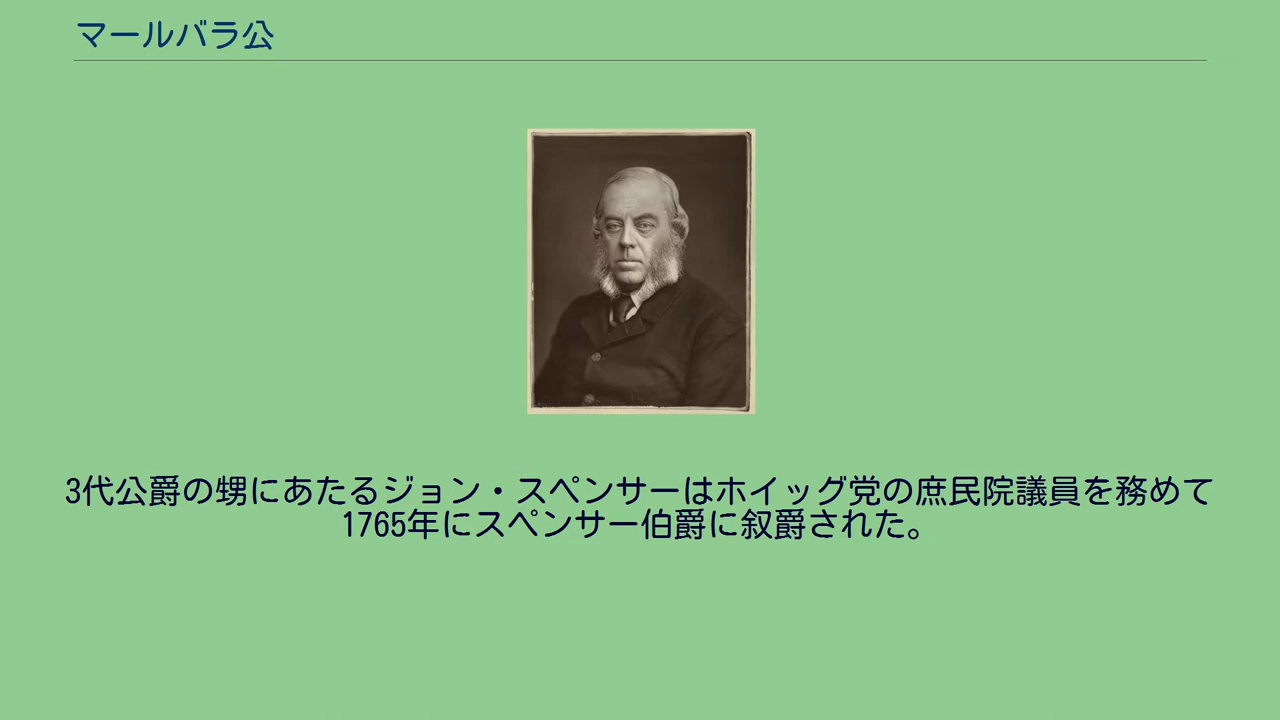 マールバラ公
3代公爵の甥にあたるジョン・スペンサーはホイッグ党の庶民院議員を務めて
1765年にスペンサー伯爵に叙爵された。